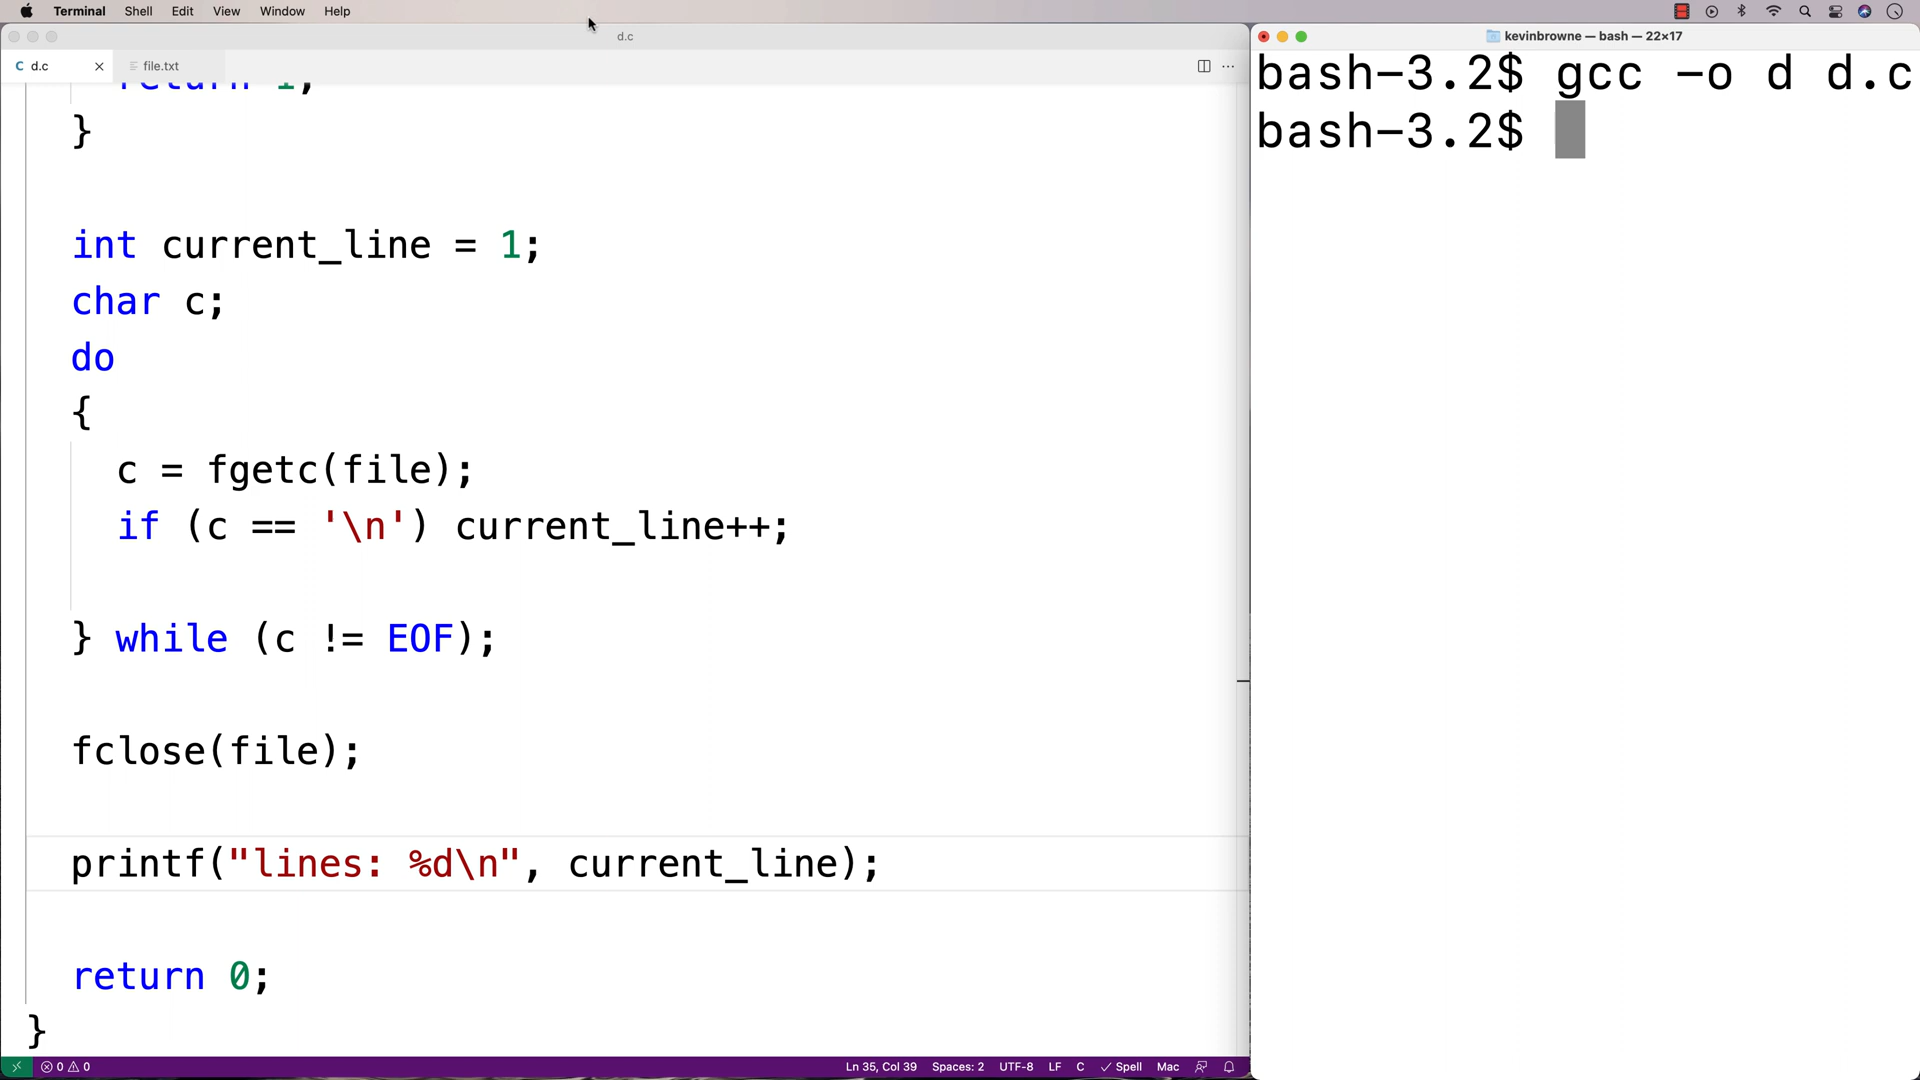 Terminal Shell Edit View Window Help
d.c
C d.c × file.txt
return 1;
}
int current_line = 1;
char c;
do
{
c = fgetc(file);
if (c == '\n') current_line++;
} while (c != EOF);
fclose(file);
printf("lines: %d\n", current_line);
return 0;
}
0 0 Ln 35, Col 39 Spaces: 2 UTF-8 LF C Spell Mac
kevinbrowne — bash — 22×17
bash-3.2$ gcc -o d d.c
bash-3.2$